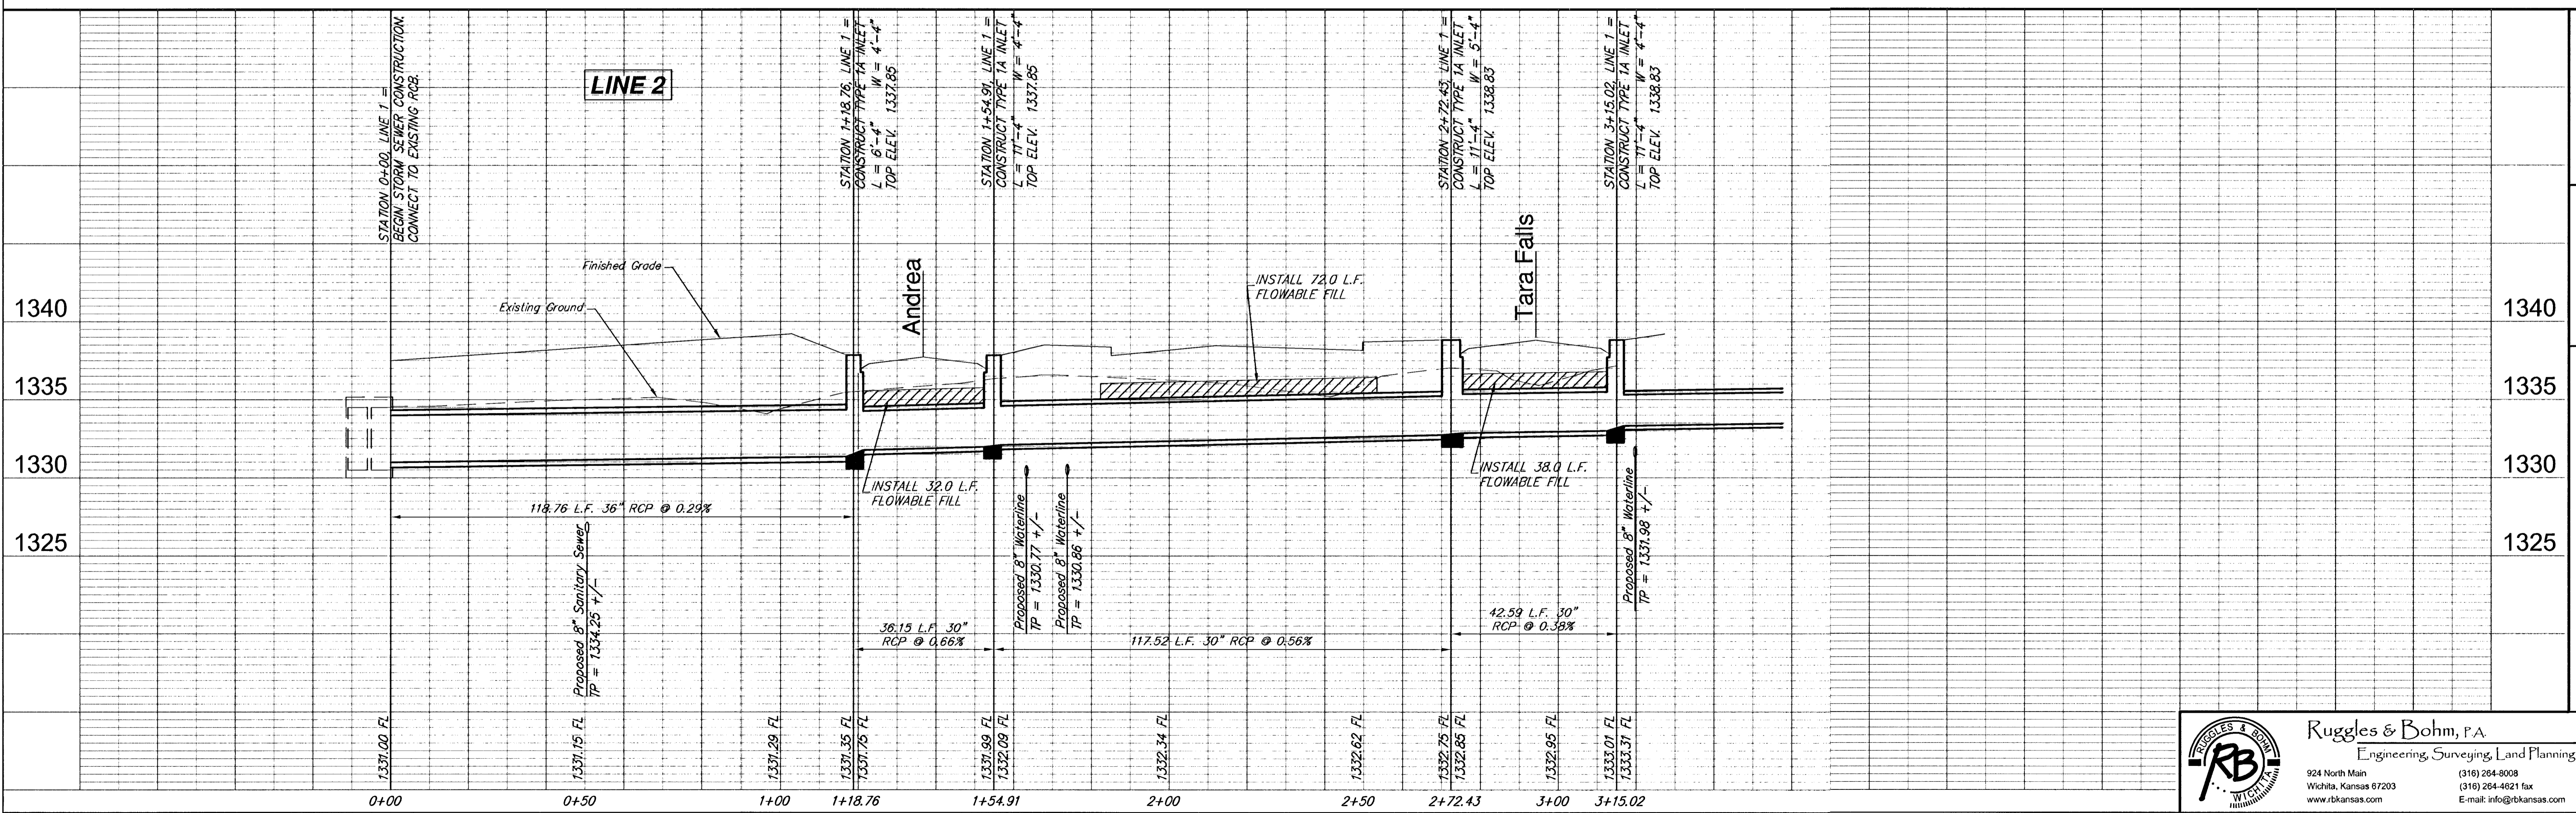 LINE 2
STATION 0+00, LINE 1 =
BEGIN STORM SEWER CONSTRUCTION.
CONNECT TO EXISTING RCB.
STATION 1+18.76, LINE 1 =
CONSTRUCT TYPE 1A INLET
L = 6'-4" W = 4'-4"
TOP ELEV. 1337.85
STATION 1+54.91, LINE 1 =
CONSTRUCT TYPE 1A INLET
L = 11'-4" W = 4'-4"
TOP ELEV. 1337.85
STATION 2+72.43, LINE 1 =
CONSTRUCT TYPE 1A INLET
L = 11'-4" W = 5'-4"
TOP ELEV. 1338.83
STATION 3+15.02, LINE 1 =
CONSTRUCT TYPE 1A INLET
L = 11'-4" W = 4'-4"
TOP ELEV. 1338.83
Finished Grade
Existing Ground
Andrea
INSTALL 72.0 L.F.
FLOWABLE FILL
Tara Falls
1340
1340
1335
1335
1330
1330
1325
1325
INSTALL 32.0 L.F.
FLOWABLE FILL
INSTALL 38.0 L.F.
FLOWABLE FILL
118.76 L.F. 36" RCP @ 0.29%
Proposed 8" Sanitary Sewer
TP = 1334.25 +/-
36.15 L.F. 30"
RCP @ 0.66%
Proposed 8" Waterline
TP = 1330.77 +/-
Proposed 8" Waterline
TP = 1330.86 +/-
117.52 L.F. 30" RCP @ 0.56%
42.59 L.F. 30"
RCP @ 0.38%
Proposed 8" Waterline
TP = 1331.98 +/-
1331.00 FL
1331.15 FL
1331.29 FL
1331.35 FL
1331.75 FL
1331.99 FL
1332.09 FL
1332.34 FL
1332.62 FL
1332.75 FL
1332.85 FL
1332.95 FL
1333.01 FL
1333.31 FL
0+00
0+50
1+00
1+18.76
1+54.91
2+00
2+50
2+72.43
3+00
3+15.02
RUGGLES & BOHM
RB
WICHITA
Ruggles & Bohm, P.A.
Engineering, Surveying, Land Planning
924 North Main
(316) 264-8008
Wichita, Kansas 67203
(316) 264-4621 fax
www.rbkansas.com
E-mail: info@rbkansas.com